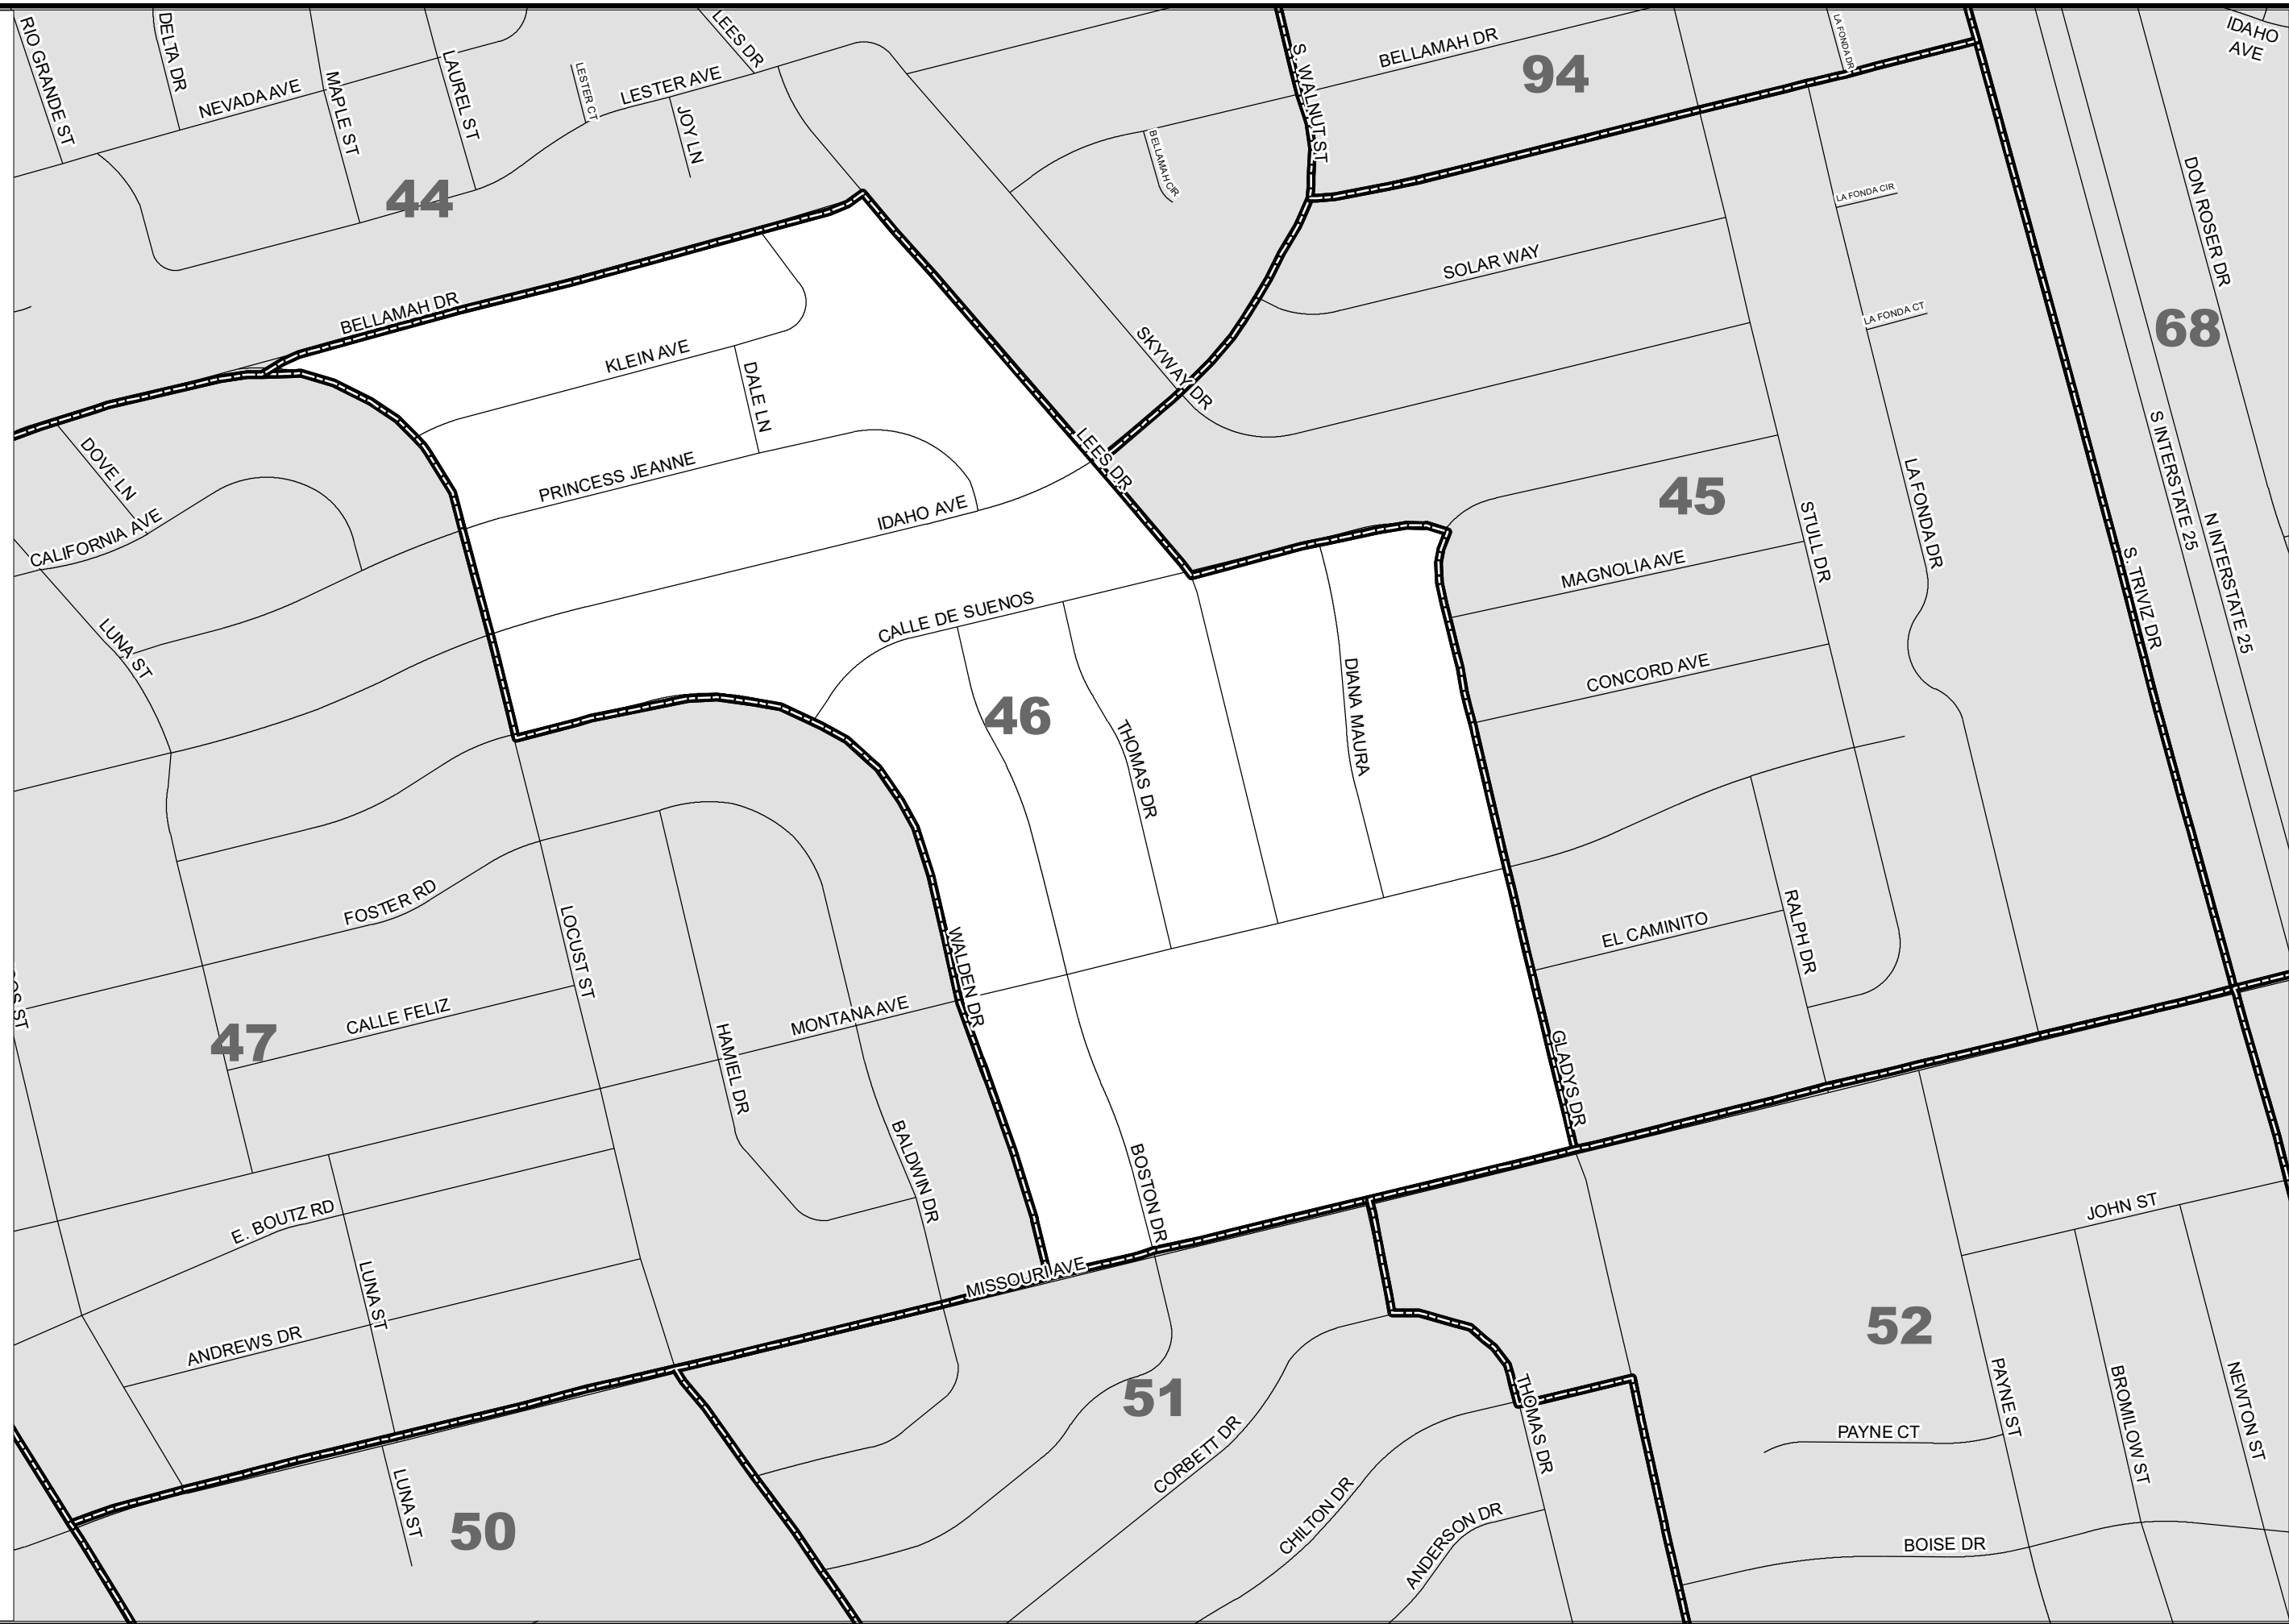 RIO GRANDE ST
DELTA DR
NEVADA AVE
MAPLE ST
LAUREL ST
LESTER CT
LESTER AVE
JOY LN
LEES DR
S. WALNUT ST
BELLAMAH DR
94
LA FONDA DR
IDAHO
AVE
44
BELLAMAH CIR
LA FONDA CIR
DON ROSER DR
SOLAR WAY
BELLAMAH DR
LA FONDA CT
68
KLEIN AVE
DALE LN
SKYWAY DR
DOVE LN
PRINCESS JEANNE
LEES DR
CALIFORNIA AVE
IDAHO AVE
45
STULL DR
LA FONDA DR
S INTERSTATE 25
N INTERSTATE 25
S. TRIVIZ DR
MAGNOLIA AVE
LUNA ST
CALLE DE SUENOS
46
THOMAS DR
DIANA MAURA
CONCORD AVE
FOSTER RD
LOCUST ST
WALDEN DR
EL CAMINITO
RALPH DR
OS ST
47
CALLE FELIZ
HAMIEL DR
MONTANA AVE
GLADYS DR
E. BOUTZ RD
BALDWIN DR
BOSTON DR
JOHN ST
LUNA ST
MISSOURI AVE
ANDREWS DR
52
51
CORBETT DR
THOMAS DR
PAYNE ST
BROMILOW ST
NEWTON ST
PAYNE CT
LUNA ST
50
CHILTON DR
ANDERSON DR
BOISE DR